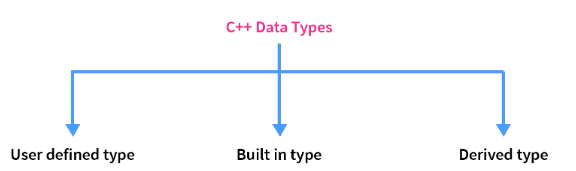 C++ Data Types
User defined type
Built in type
Derived type